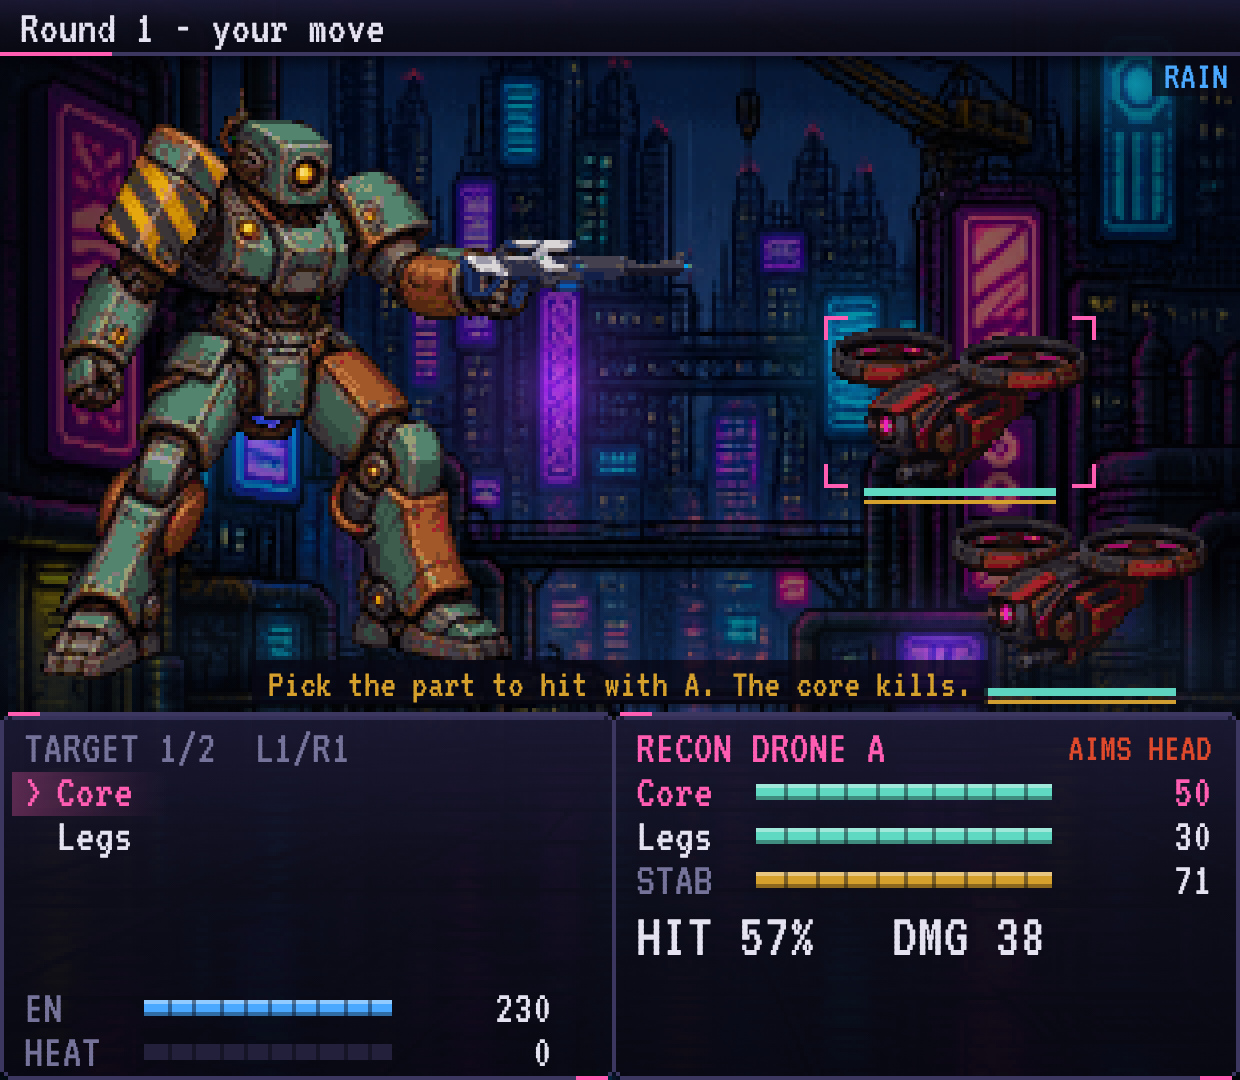 Round 1 - your move
RAIN
Pick the part to hit with A. The core kills.
TARGET 1/2 L1/R1
> Core
Legs
EN 230
HEAT 0
RECON DRONE A AIMS HEAD
Core 50
Legs 30
STAB 71
HIT 57% DMG 38